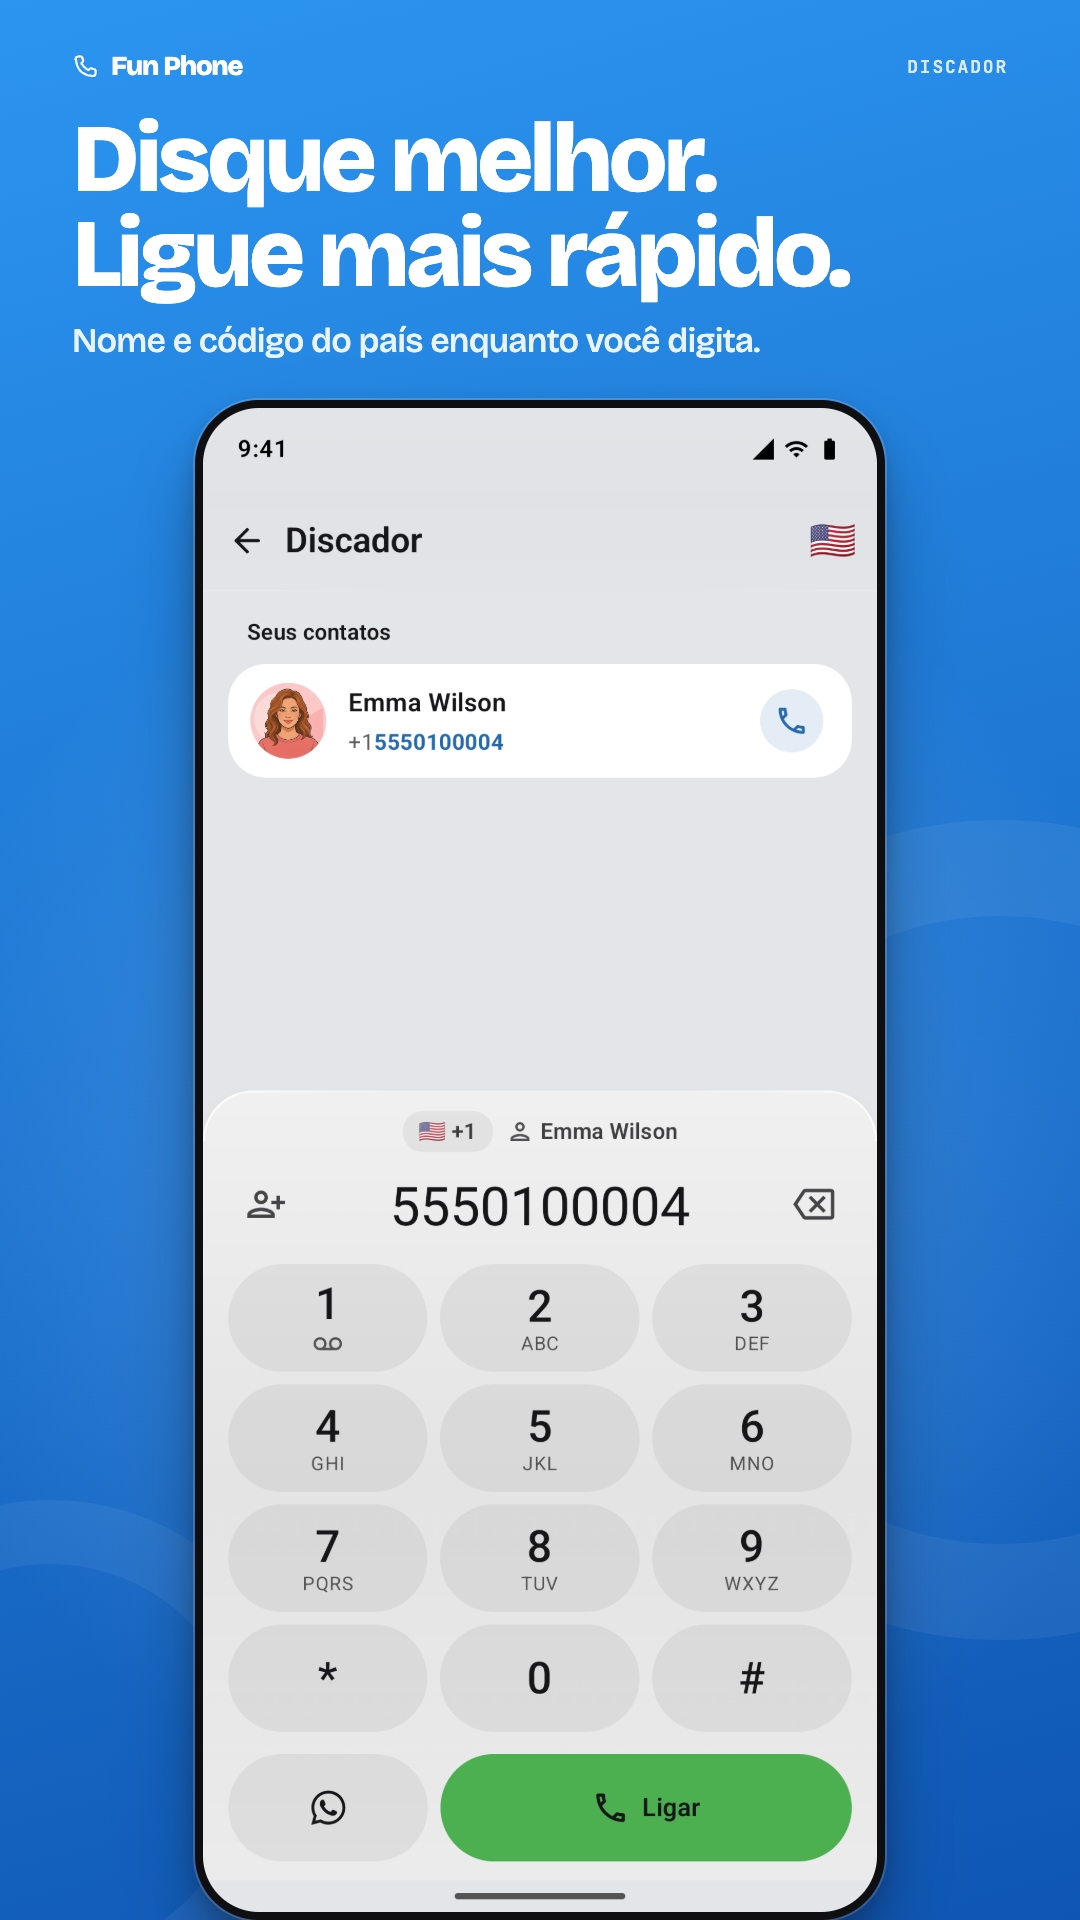 Fun Phone
DISCADOR
Disque melhor.
Ligue mais rápido.
Nome e código do país enquanto você digita.
9:41
Discador
Seus contatos
Emma Wilson
+15550100004
+1 Emma Wilson
5550100004
1 2 3
ABC DEF
4 5 6
GHI JKL MNO
7 8 9
PQRS TUV WXYZ
* 0 #
Ligar